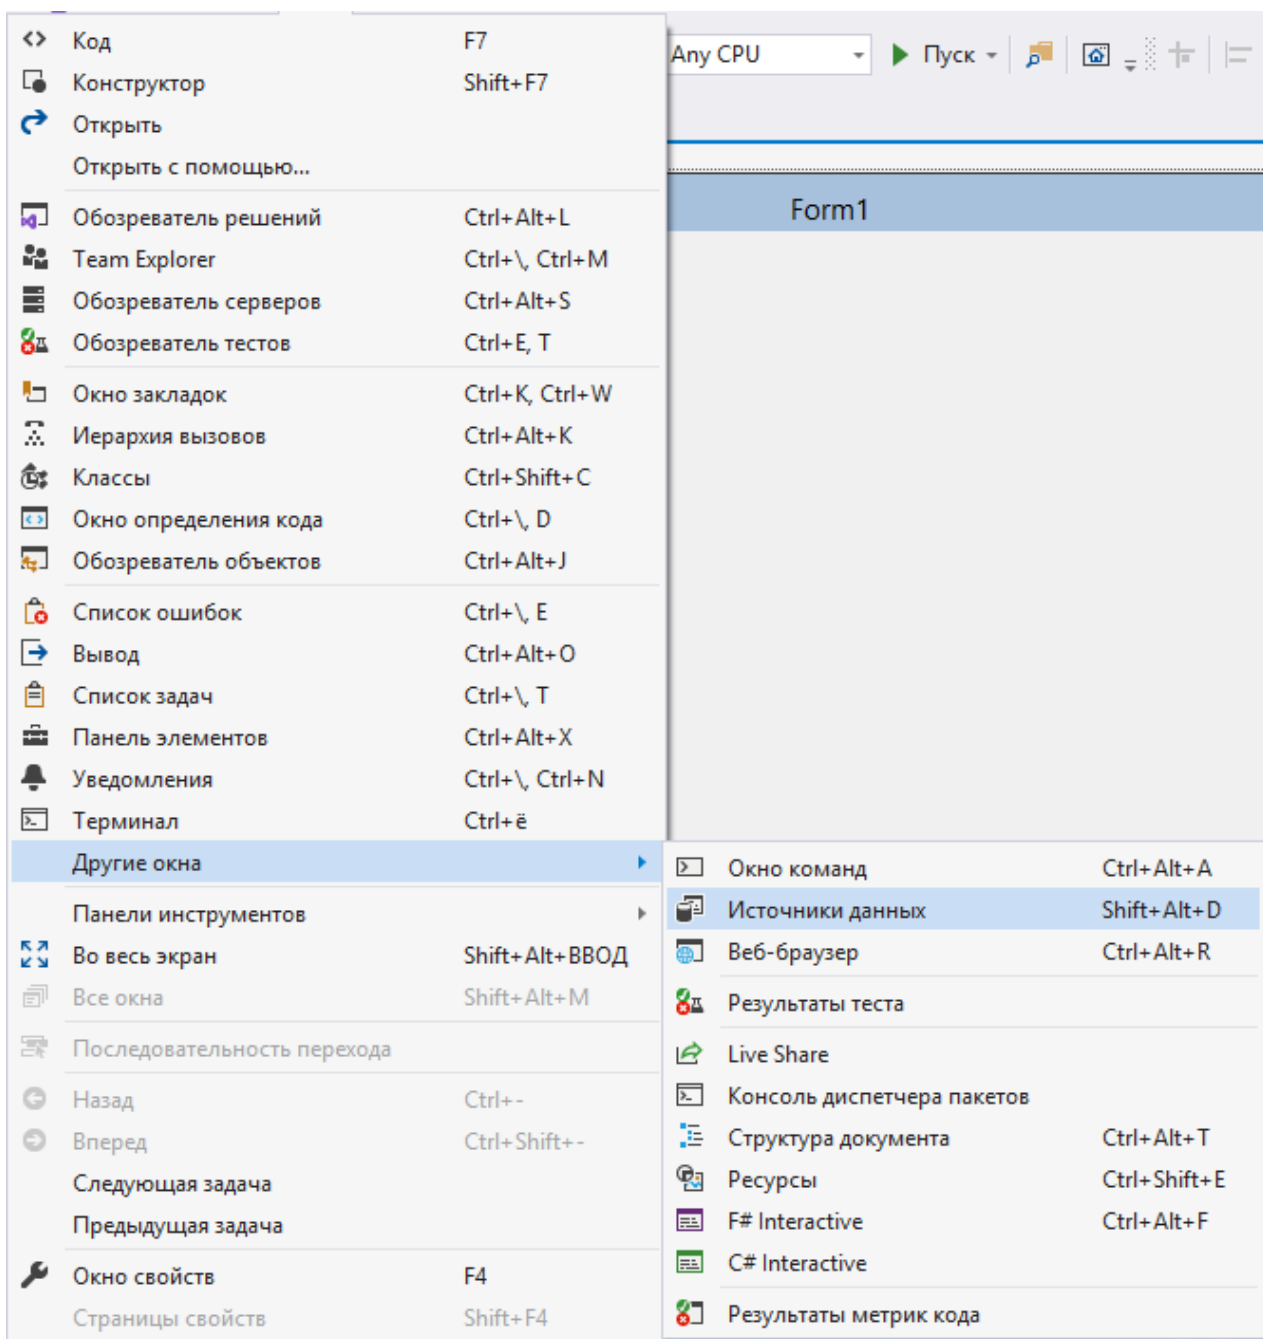 Any CPU Пуск
Form1
Код F7
Конструктор Shift+F7
Открыть
Открыть с помощью...
Обозреватель решений Ctrl+Alt+L
Team Explorer Ctrl+\, Ctrl+M
Обозреватель серверов Ctrl+Alt+S
Обозреватель тестов Ctrl+E, T
Окно закладок Ctrl+K, Ctrl+W
Иерархия вызовов Ctrl+Alt+K
Классы Ctrl+Shift+C
Окно определения кода Ctrl+\, D
Обозреватель объектов Ctrl+Alt+J
Список ошибок Ctrl+\, E
Вывод Ctrl+Alt+O
Список задач Ctrl+\, T
Панель элементов Ctrl+Alt+X
Уведомления Ctrl+\, Ctrl+N
Терминал Ctrl+ё
Другие окна
Панели инструментов
Во весь экран Shift+Alt+ВВОД
Все окна Shift+Alt+M
Последовательность перехода
Назад Ctrl+-
Вперед Ctrl+Shift+-
Следующая задача
Предыдущая задача
Окно свойств F4
Страницы свойств Shift+F4
Окно команд Ctrl+Alt+A
Источники данных Shift+Alt+D
Веб-браузер Ctrl+Alt+R
Результаты теста
Live Share
Консоль диспетчера пакетов
Структура документа Ctrl+Alt+T
Ресурсы Ctrl+Shift+E
F# Interactive Ctrl+Alt+F
C# Interactive
Результаты метрик кода